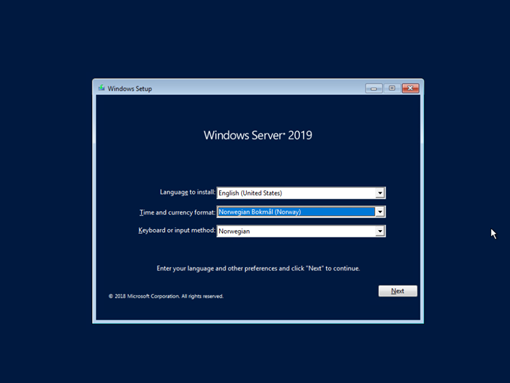 Windows Setup
Windows Server® 2019
Language to install: English (United States)
Time and currency format: Norwegian Bokmål (Norway)
Keyboard or input method: Norwegian
Enter your language and other preferences and click "Next" to continue.
Next
© 2018 Microsoft Corporation. All rights reserved.